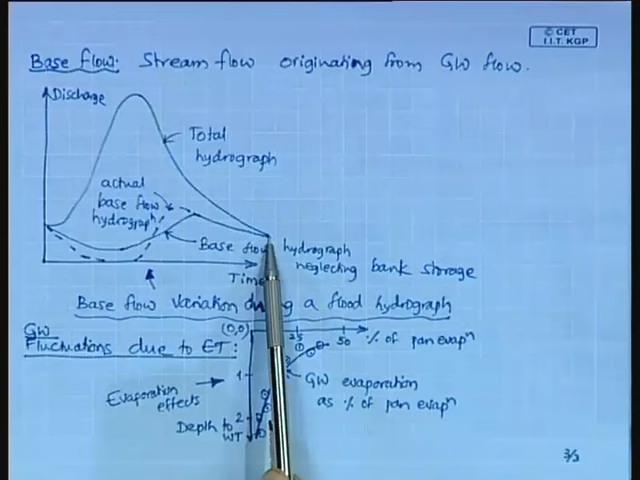 © CET
I.I.T. KGP
Base flow: Stream flow originating from GW flow.
Discharge
Total
hydrograph
actual
base flow
hydrograph
Base flow hydrograph
neglecting bank storage
Time
Base flow variation during a flood hydrograph
GW
Fluctuations due to ET:
(0,0)
25
50
% of pan evapⁿ
1
Evaporation
effects
GW evaporation
as % of pan evapⁿ
2
Depth to
WT